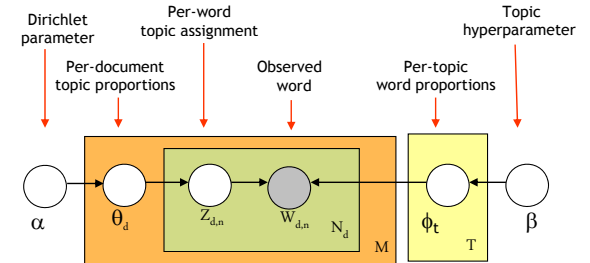 Dirichlet
parameter
Per-word
topic assignment
Topic
hyperparameter
Per-document
topic proportions
Observed
word
Per-topic
word proportions
α
θd
Zd,n
Wd,n
Nd
M
ϕt
T
β